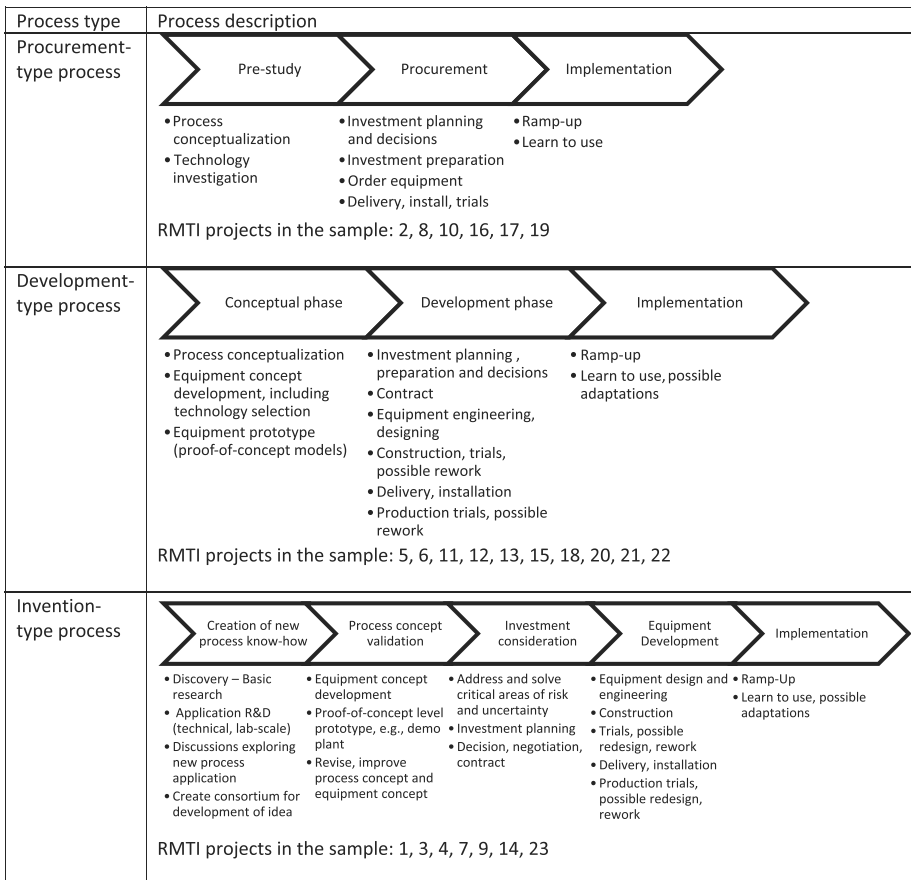 Process type
Process description
Procurement-
type process
Pre-study
Procurement
Implementation
• Process
conceptualization
• Technology
investigation
• Investment planning
and decisions
• Investment preparation
• Order equipment
• Delivery, install, trials
• Ramp-up
• Learn to use
RMTI projects in the sample: 2, 8, 10, 16, 17, 19
Development-
type process
Conceptual phase
Development phase
Implementation
• Process conceptualization
• Equipment concept
development, including
technology selection
• Equipment prototype
(proof-of-concept models)
• Investment planning ,
preparation and decisions
• Contract
• Equipment engineering,
designing
• Construction, trials,
possible rework
• Delivery, installation
• Production trials, possible
rework
• Ramp-up
• Learn to use, possible
adaptations
RMTI projects in the sample: 5, 6, 11, 12, 13, 15, 18, 20, 21, 22
Invention-
type process
Creation of new
process know-how
Process concept
validation
Investment
consideration
Equipment
Development
Implementation
• Discovery – Basic
research
• Application R&D
(technical, lab-scale)
• Discussions exploring
new process
application
• Create consortium for
development of idea
• Equipment concept
development
• Proof-of-concept level
prototype, e.g., demo
plant
• Revise, improve
process concept and
equipment concept
• Address and solve
critical areas of risk
and uncertainty
• Investment planning
• Decision, negotiation,
contract
• Equipment design and
engineering
• Construction
• Trials, possible
redesign, rework
• Delivery, installation
• Production trials,
possible redesign,
rework
• Ramp-Up
• Learn to use, possible
adaptations
RMTI projects in the sample: 1, 3, 4, 7, 9, 14, 23